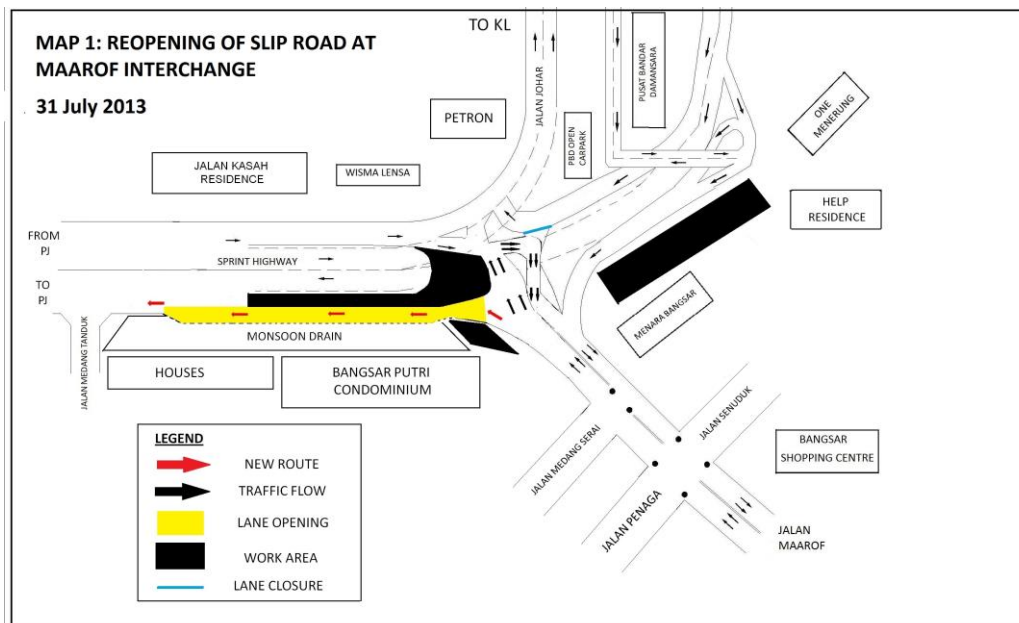 MAP 1: REOPENING OF SLIP ROAD AT
MAAROF INTERCHANGE
31 July 2013
TO KL
JALAN JOHAR
PUSAT BANDAR
DAMANSARA
ONE
MENERUNG
PETRON
PBD OPEN
CARPARK
JALAN KASAH
RESIDENCE
WISMA LENSA
HELP
RESIDENCE
FROM
PJ
SPRINT HIGHWAY
TO
PJ
MENARA BANGSAR
MONSOON DRAIN
JALAN MEDANG TANDUK
HOUSES
BANGSAR PUTRI
CONDOMINIUM
JALAN MEDANG SERAI
JALAN SENUDUK
BANGSAR
SHOPPING CENTRE
JALAN PENAGA
JALAN
MAAROF
LEGEND
NEW ROUTE
TRAFFIC FLOW
LANE OPENING
WORK AREA
LANE CLOSURE